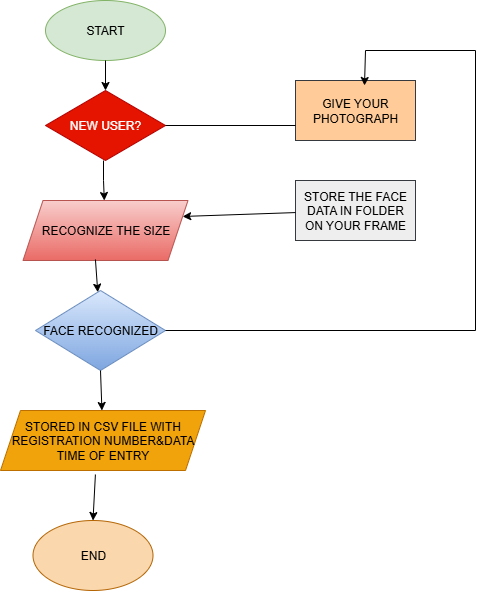 START
NEW USER?
GIVE YOUR
PHOTOGRAPH
RECOGNIZE THE SIZE
STORE THE FACE
DATA IN FOLDER
ON YOUR FRAME
FACE RECOGNIZED
STORED IN CSV FILE WITH
REGISTRATION NUMBER&DATA
TIME OF ENTRY
END